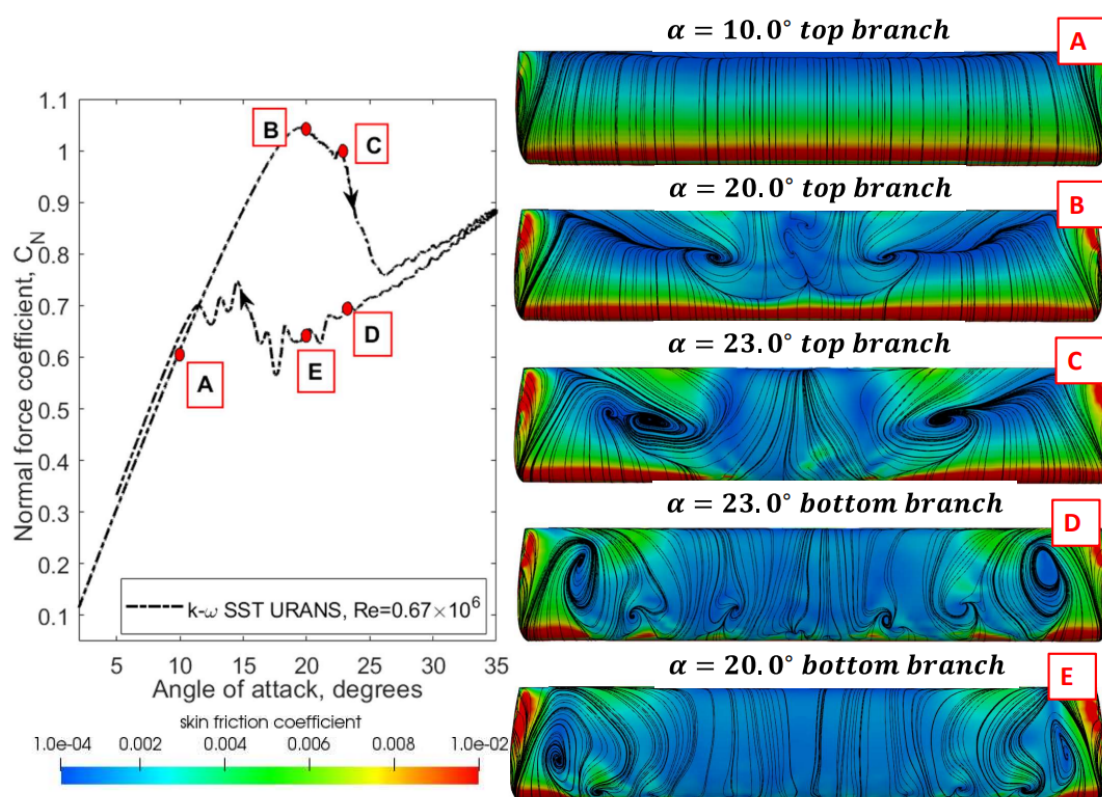 α = 10.0° top branch
A
α = 20.0° top branch
B
α = 23.0° top branch
C
α = 23.0° bottom branch
D
α = 20.0° bottom branch
E
Normal force coefficient, C_N
1.1
1
0.9
0.8
0.7
0.6
0.5
0.4
0.3
0.2
0.1
B
C
D
A
E
k-ω SST URANS, Re=0.67×10⁶
5 10 15 20 25 30 35
Angle of attack, degrees
skin friction coefficient
1.0e-04 0.002 0.004 0.006 0.008 1.0e-02